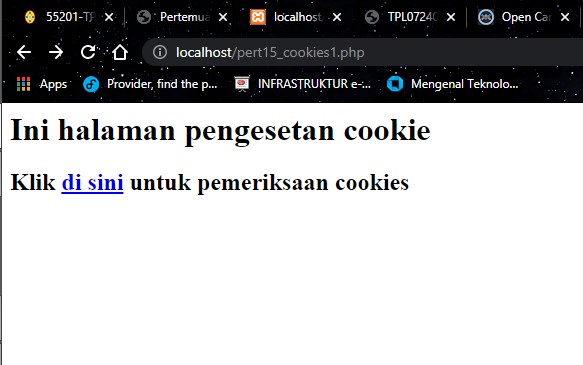 55201-TP
Pertemua
localhost
TPL0724
Open Ca
localhost/pert15_cookies1.php
Apps
Provider, find the p...
INFRASTRUKTUR e-...
Mengenal Teknolo...
Ini halaman pengesetan cookie
Klik di sini untuk pemeriksaan cookies